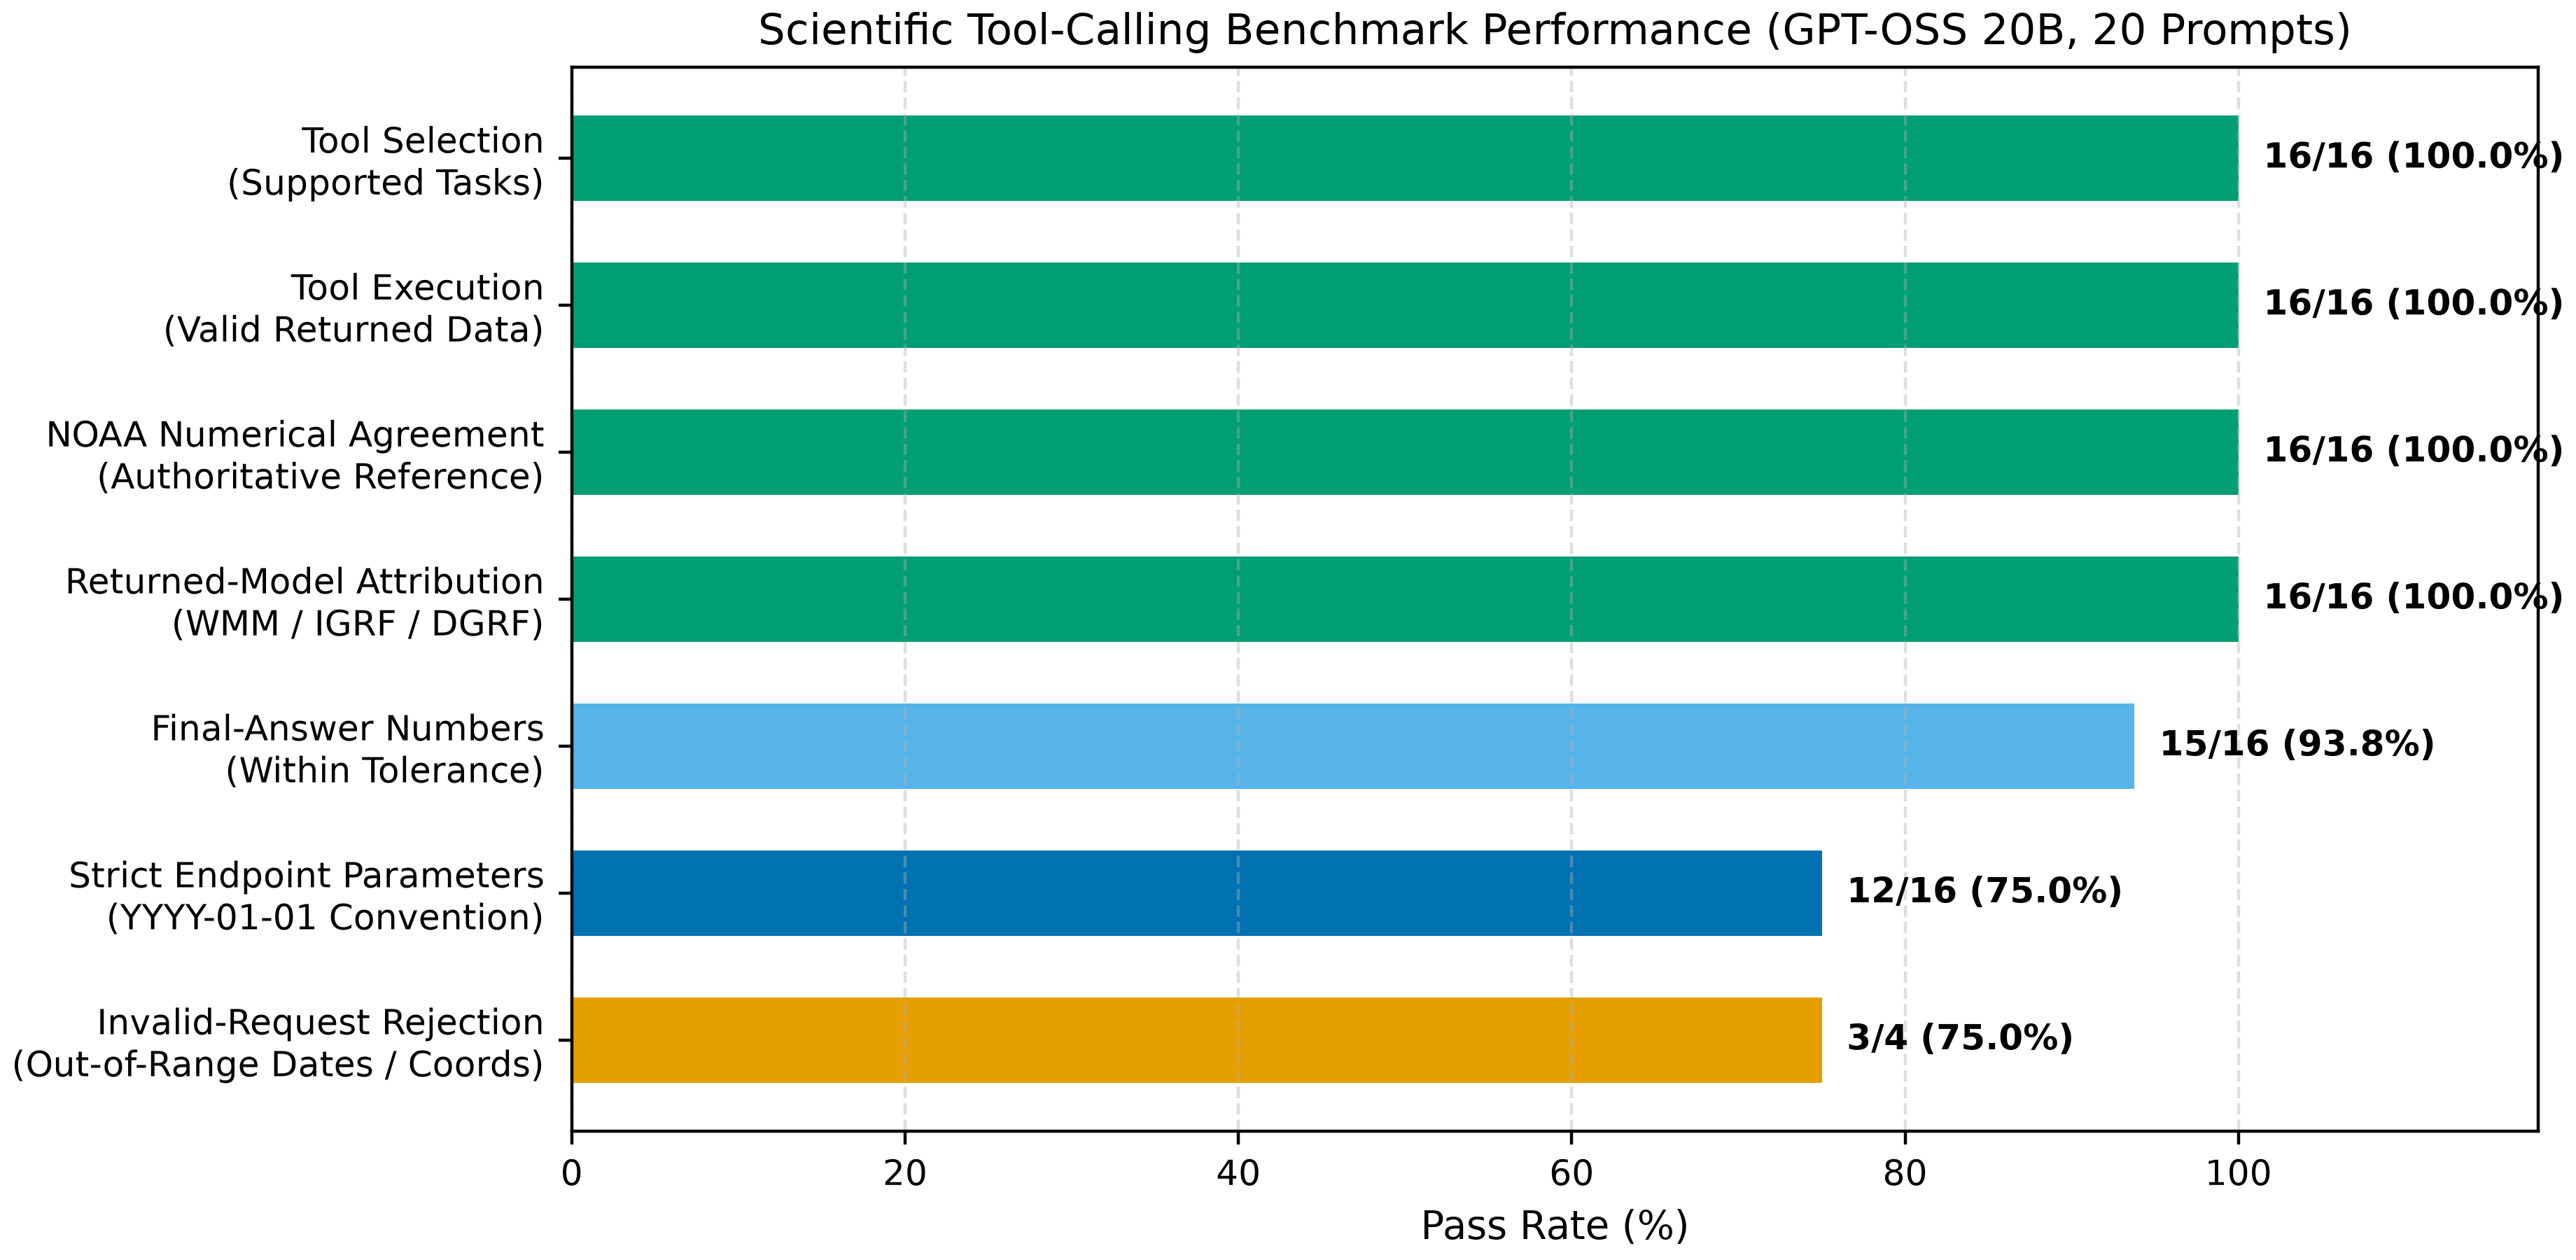 Scientific Tool-Calling Benchmark Performance (GPT-OSS 20B, 20 Prompts)
Tool Selection
(Supported Tasks)
16/16 (100.0%)
Tool Execution
(Valid Returned Data)
16/16 (100.0%)
NOAA Numerical Agreement
(Authoritative Reference)
16/16 (100.0%)
Returned-Model Attribution
(WMM / IGRF / DGRF)
16/16 (100.0%)
Final-Answer Numbers
(Within Tolerance)
15/16 (93.8%)
Strict Endpoint Parameters
(YYYY-01-01 Convention)
12/16 (75.0%)
Invalid-Request Rejection
(Out-of-Range Dates / Coords)
3/4 (75.0%)
0 20 40 60 80 100
Pass Rate (%)